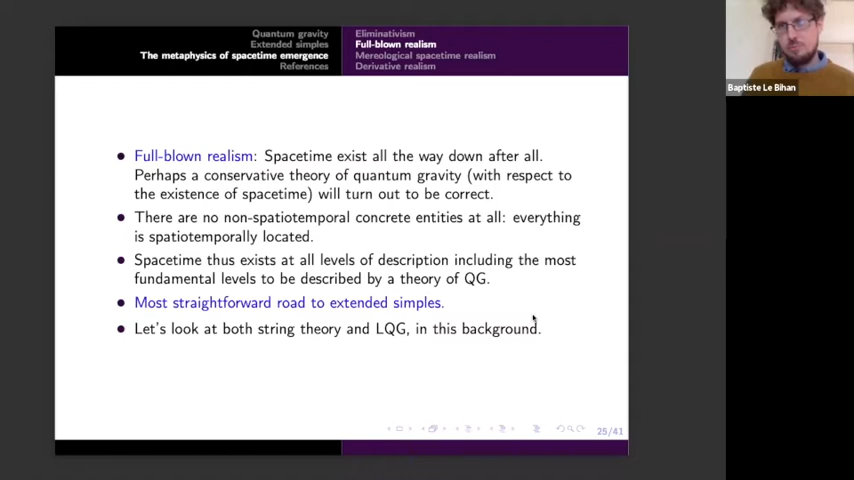 Quantum gravity
Extended simples
The metaphysics of spacetime emergence
References
Eliminativism
Full-blown realism
Mereological spacetime realism
Derivative realism
Baptiste Le Bihan
• Full-blown realism: Spacetime exist all the way down after all.
Perhaps a conservative theory of quantum gravity (with respect to
the existence of spacetime) will turn out to be correct.
• There are no non-spatiotemporal concrete entities at all: everything
is spatiotemporally located.
• Spacetime thus exists at all levels of description including the most
fundamental levels to be described by a theory of QG.
• Most straightforward road to extended simples.
• Let's look at both string theory and LQG, in this background.
25/41